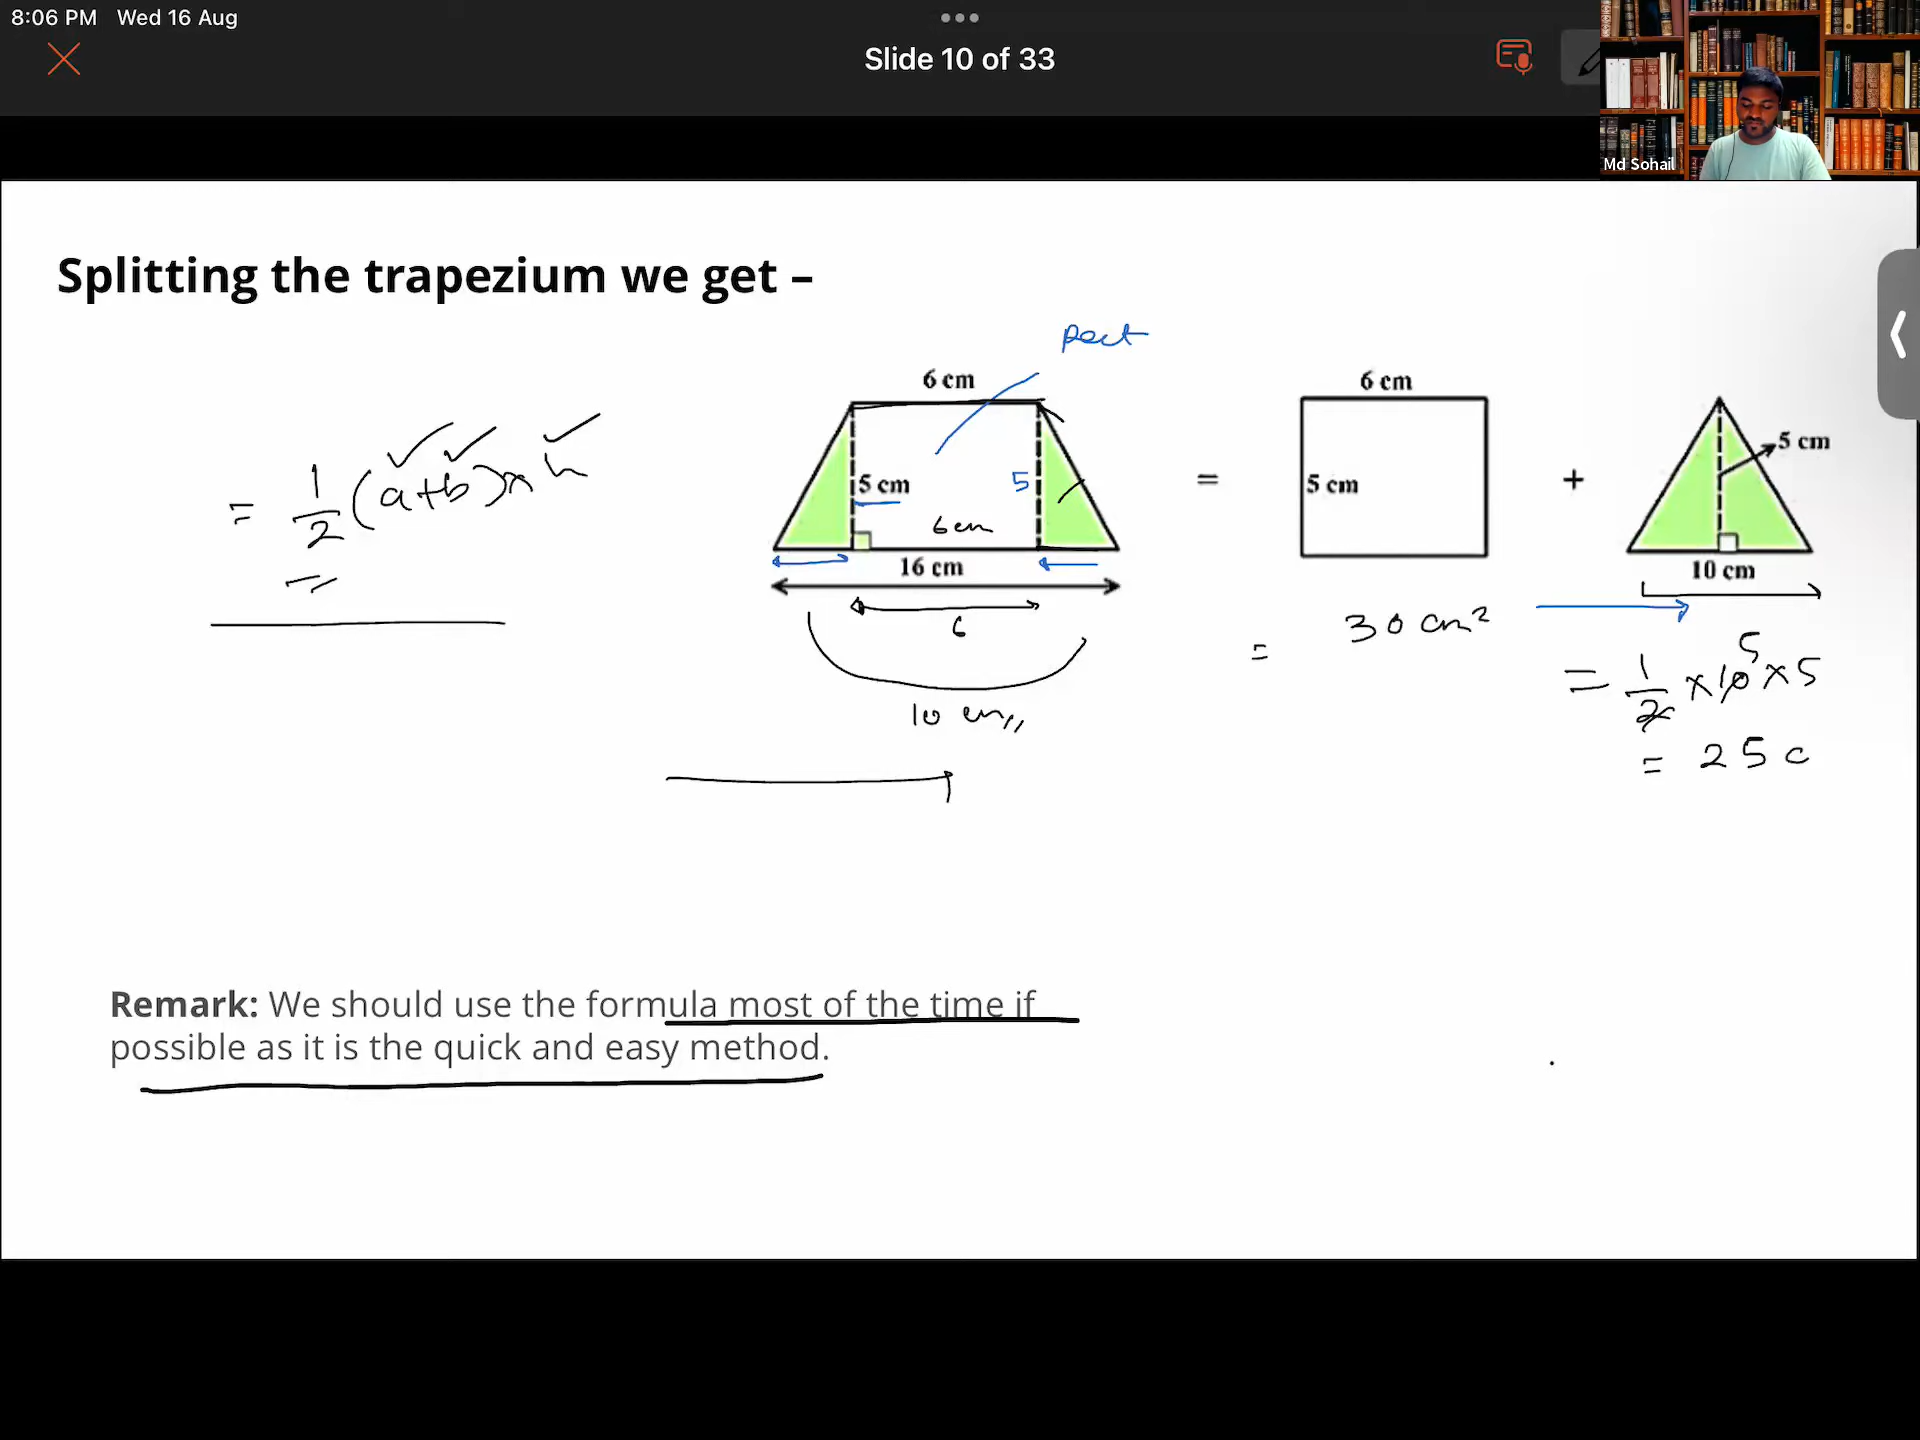 8:06 PM Wed 16 Aug
Slide 10 of 33
Md Sohail
Splitting the trapezium we get –
Rect
6 cm
5 cm
5
6cm
16 cm
6
10 cm,,
= 1/2 (a+b) x h
=
=
6 cm
5 cm
+
5 cm
10 cm
= 30 cm²
= 1/2 x 10 5 x 5
= 25 c
Remark: We should use the formula most of the time if
possible as it is the quick and easy method.